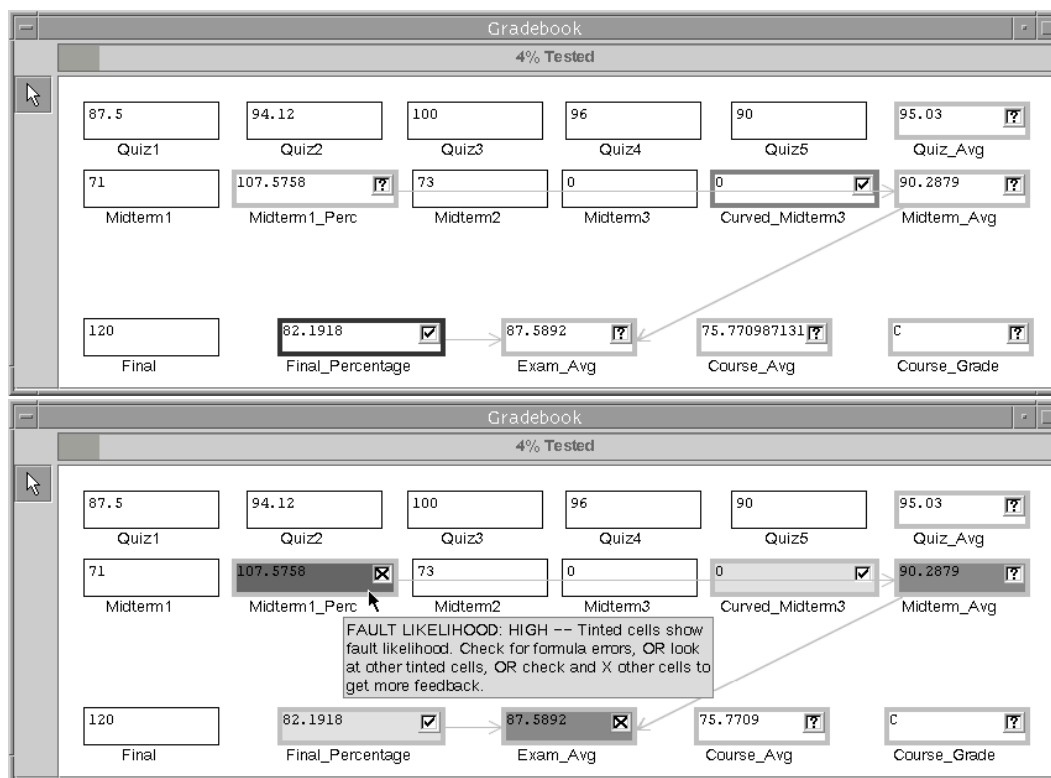 Gradebook
4% Tested
87.5 94.12 100 96 90 95.03 ?
Quiz1 Quiz2 Quiz3 Quiz4 Quiz5 Quiz_Avg
71 107.5758 ? 73 0 0 90.2879 ?
Midterm1 Midterm1_Perc Midterm2 Midterm3 Curved_Midterm3 Midterm_Avg
120 82.1918 87.5892 ? 75.770987131 ? C ?
Final Final_Percentage Exam_Avg Course_Avg Course_Grade
Gradebook
4% Tested
87.5 94.12 100 96 90 95.03 ?
Quiz1 Quiz2 Quiz3 Quiz4 Quiz5 Quiz_Avg
71 107.5758 73 0 0 90.2879 ?
Midterm1 Midterm1_Perc Midterm2 Midterm3 Curved_Midterm3 Midterm_Avg
FAULT LIKELIHOOD: HIGH -- Tinted cells show
fault likelihood. Check for formula errors, OR look
at other tinted cells, OR check and X other cells to
get more feedback.
120 82.1918 87.5892 75.7709 ? C ?
Final Final_Percentage Exam_Avg Course_Avg Course_Grade